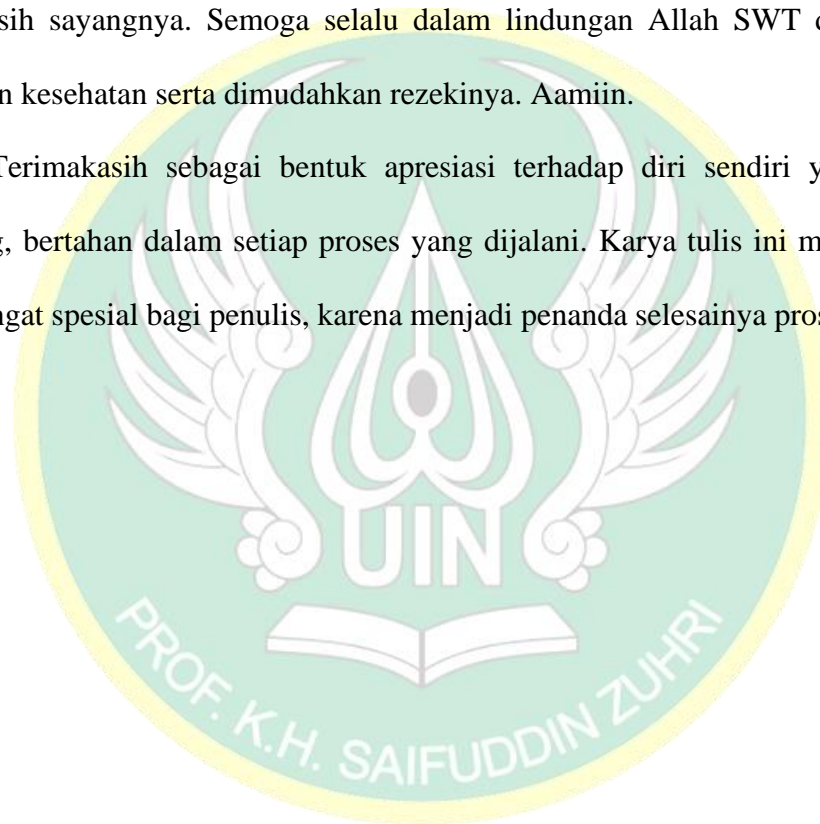 sih sayangnya. Semoga selalu dalam lindungan Allah SWT
n kesehatan serta dimudahkan rezekinya. Aamiin.
Terimakasih sebagai bentuk apresiasi terhadap diri sendiri
bertahan dalam setiap proses yang dijalani. Karya tulis ini
ngat spesial bagi penulis, karena menjadi penanda selesainya
UIN
PROF. K.H. SAIFUDDIN ZUHRI